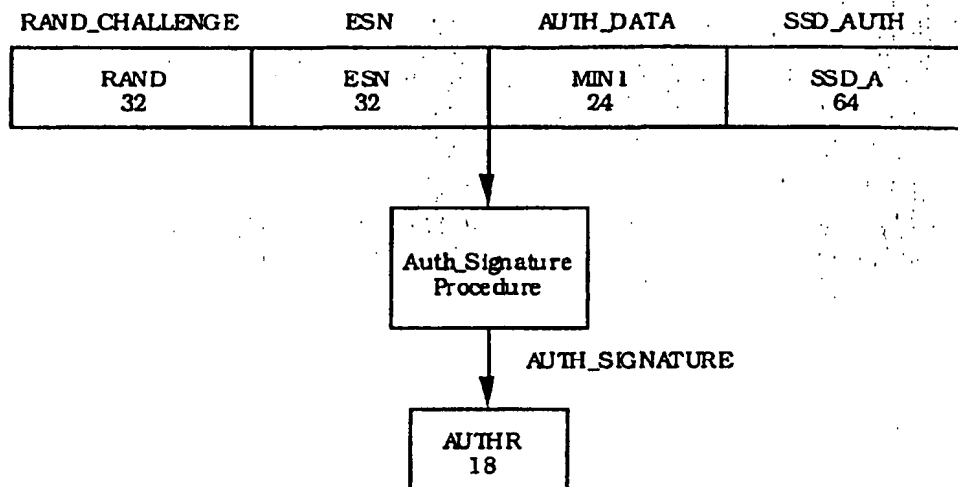 RAND_CHALLENGE ESN AUTH_DATA SSD_AUTH
RAND ESN MIN1 SSD_A
32 32 24 64
Auth_Signature
Procedure
AUTH_SIGNATURE
AUTHR
18